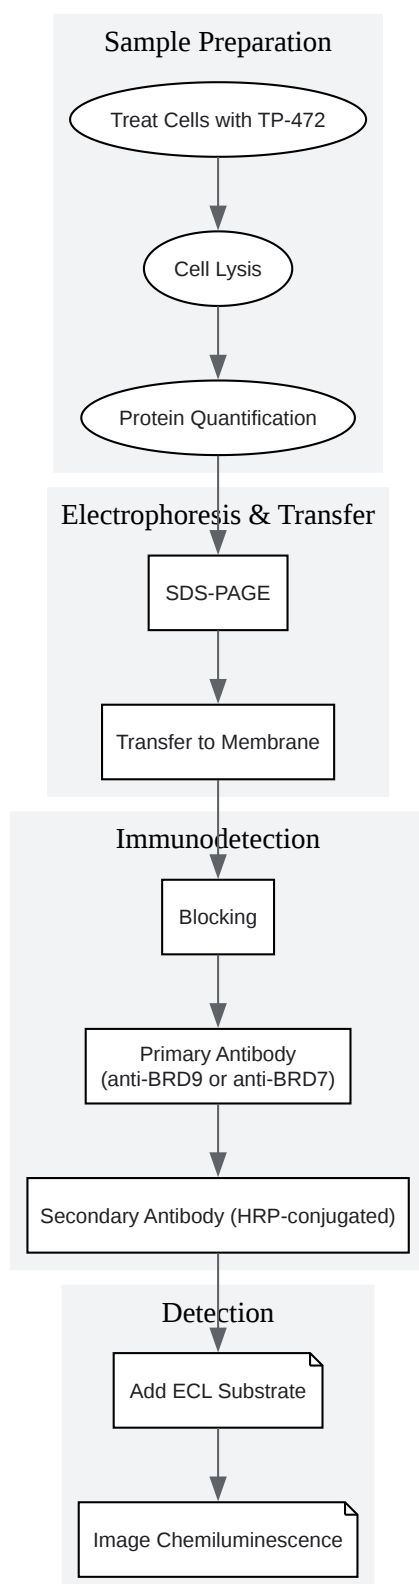 Sample Preparation
Treat Cells with TP-472
Cell Lysis
Protein Quantification
Electrophoresis & Transfer
SDS-PAGE
Transfer to Membrane
Immunodetection
Blocking
Primary Antibody
(anti-BRD9 or anti-BRD7)
Secondary Antibody (HRP-conjugated)
Detection
Add ECL Substrate
Image Chemiluminescence